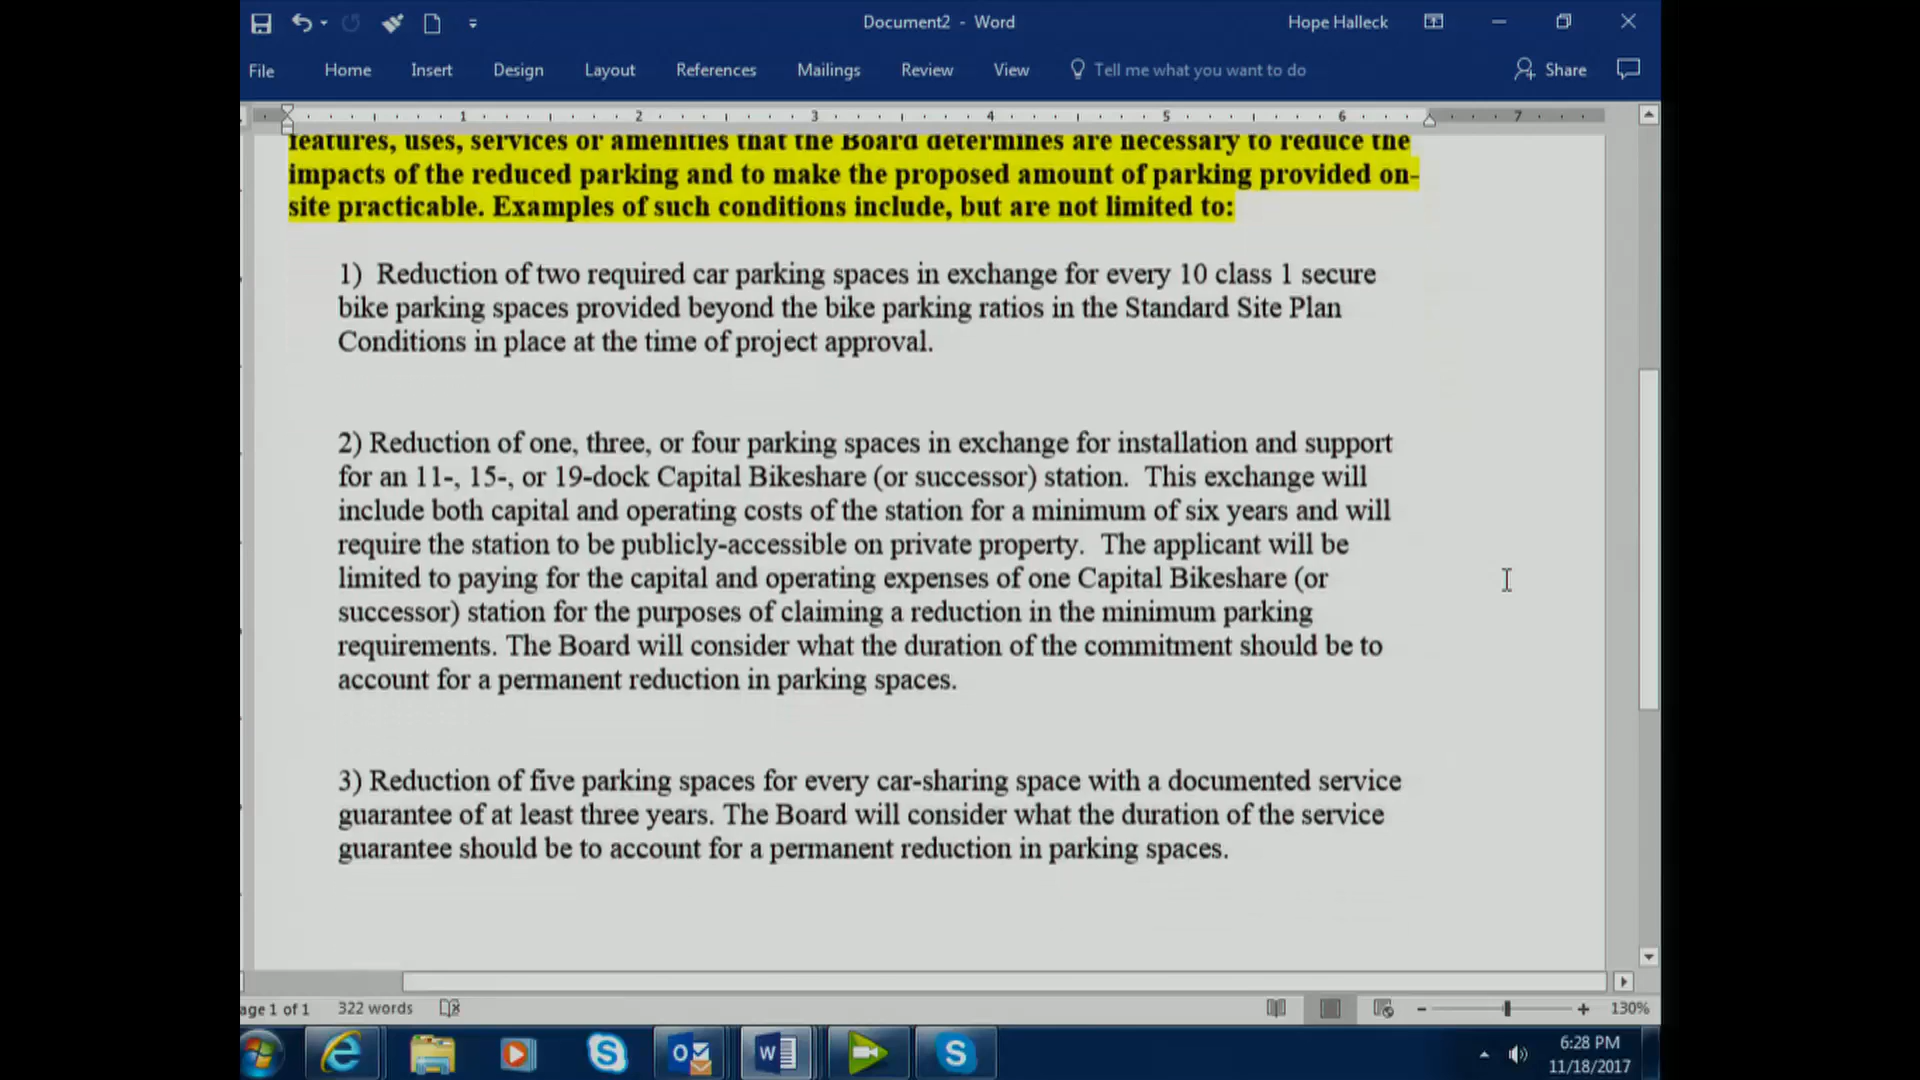 Document2 - Word
Hope Halleck
File Home Insert Design Layout References Mailings Review View Tell me what you want to do Share
1 2 3 4 5 6 7
features, uses, services or amenities that the Board determines are necessary to reduce the
impacts of the reduced parking and to make the proposed amount of parking provided on-
site practicable. Examples of such conditions include, but are not limited to:
1) Reduction of two required car parking spaces in exchange for every 10 class 1 secure
bike parking spaces provided beyond the bike parking ratios in the Standard Site Plan
Conditions in place at the time of project approval.
2) Reduction of one, three, or four parking spaces in exchange for installation and support
for an 11-, 15-, or 19-dock Capital Bikeshare (or successor) station. This exchange will
include both capital and operating costs of the station for a minimum of six years and will
require the station to be publicly-accessible on private property. The applicant will be
limited to paying for the capital and operating expenses of one Capital Bikeshare (or
successor) station for the purposes of claiming a reduction in the minimum parking
requirements. The Board will consider what the duration of the commitment should be to
account for a permanent reduction in parking spaces.
3) Reduction of five parking spaces for every car-sharing space with a documented service
guarantee of at least three years. The Board will consider what the duration of the service
guarantee should be to account for a permanent reduction in parking spaces.
age 1 of 1 322 words 130%
6:28 PM
11/18/2017